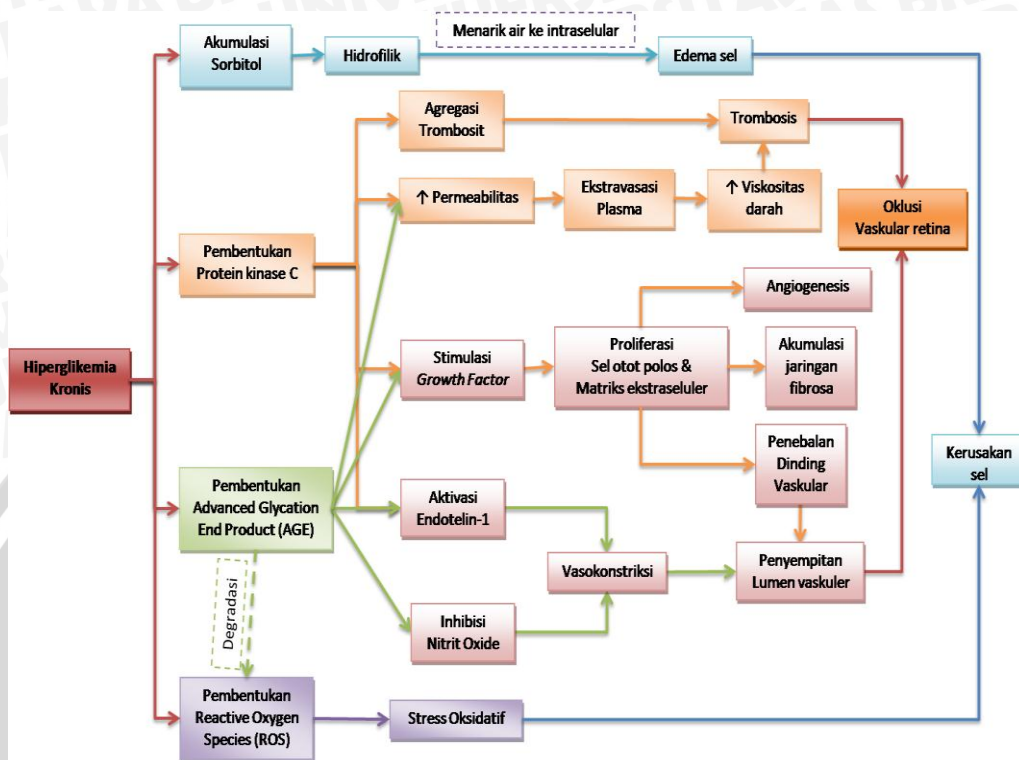 Menarik air ke intraselular
Akumulasi
Sorbitol
Hidrofilik
Edema sel
Agregasi
Trombosit
Trombosis
↑ Permeabilitas
Ekstravasasi
Plasma
↑ Viskositas
darah
Oklusi
Vaskular retina
Pembentukan
Protein kinase C
Angiogenesis
Hiperglikemia
Kronis
Stimulasi
Growth Factor
Proliferasi
Sel otot polos &
Matriks ekstraseluler
Akumulasi
jaringan
fibrosa
Penebalan
Dinding
Vaskular
Kerusakan
sel
Pembentukan
Advanced Glycation
End Product (AGE)
Aktivasi
Endotelin-1
Vasokonstriksi
Penyempitan
Lumen vaskuler
Degradasi
Inhibisi
Nitrit Oxide
Pembentukan
Reactive Oxygen
Species (ROS)
Stress Oksidatif